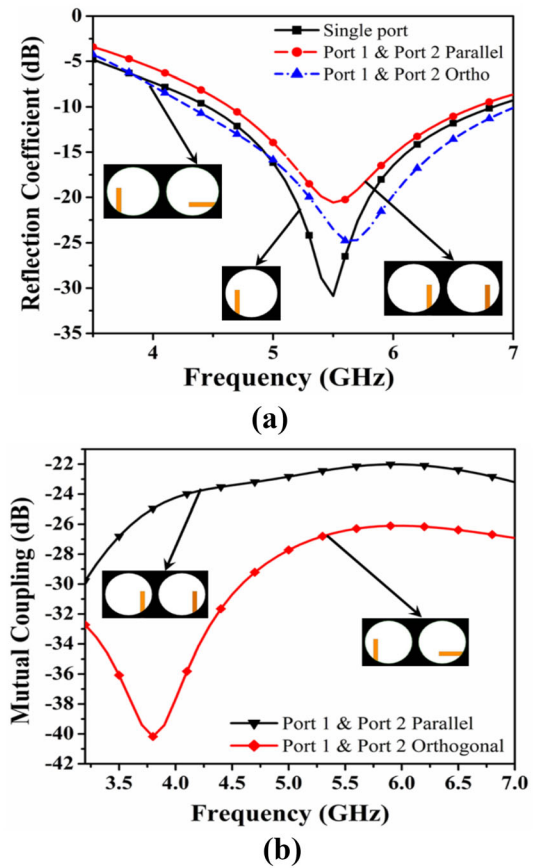 Reflection Coefficient (dB)
0
-5
-10
-15
-20
-25
-30
-35
Single port
Port 1 & Port 2 Parallel
Port 1 & Port 2 Ortho
4
5
6
7
Frequency (GHz)
(a)
Mutual Coupling (dB)
-22
-24
-26
-28
-30
-32
-34
-36
-38
-40
-42
Port 1 & Port 2 Parallel
Port 1 & Port 2 Orthogonal
3.5
4.0
4.5
5.0
5.5
6.0
6.5
7.0
Frequency (GHz)
(b)